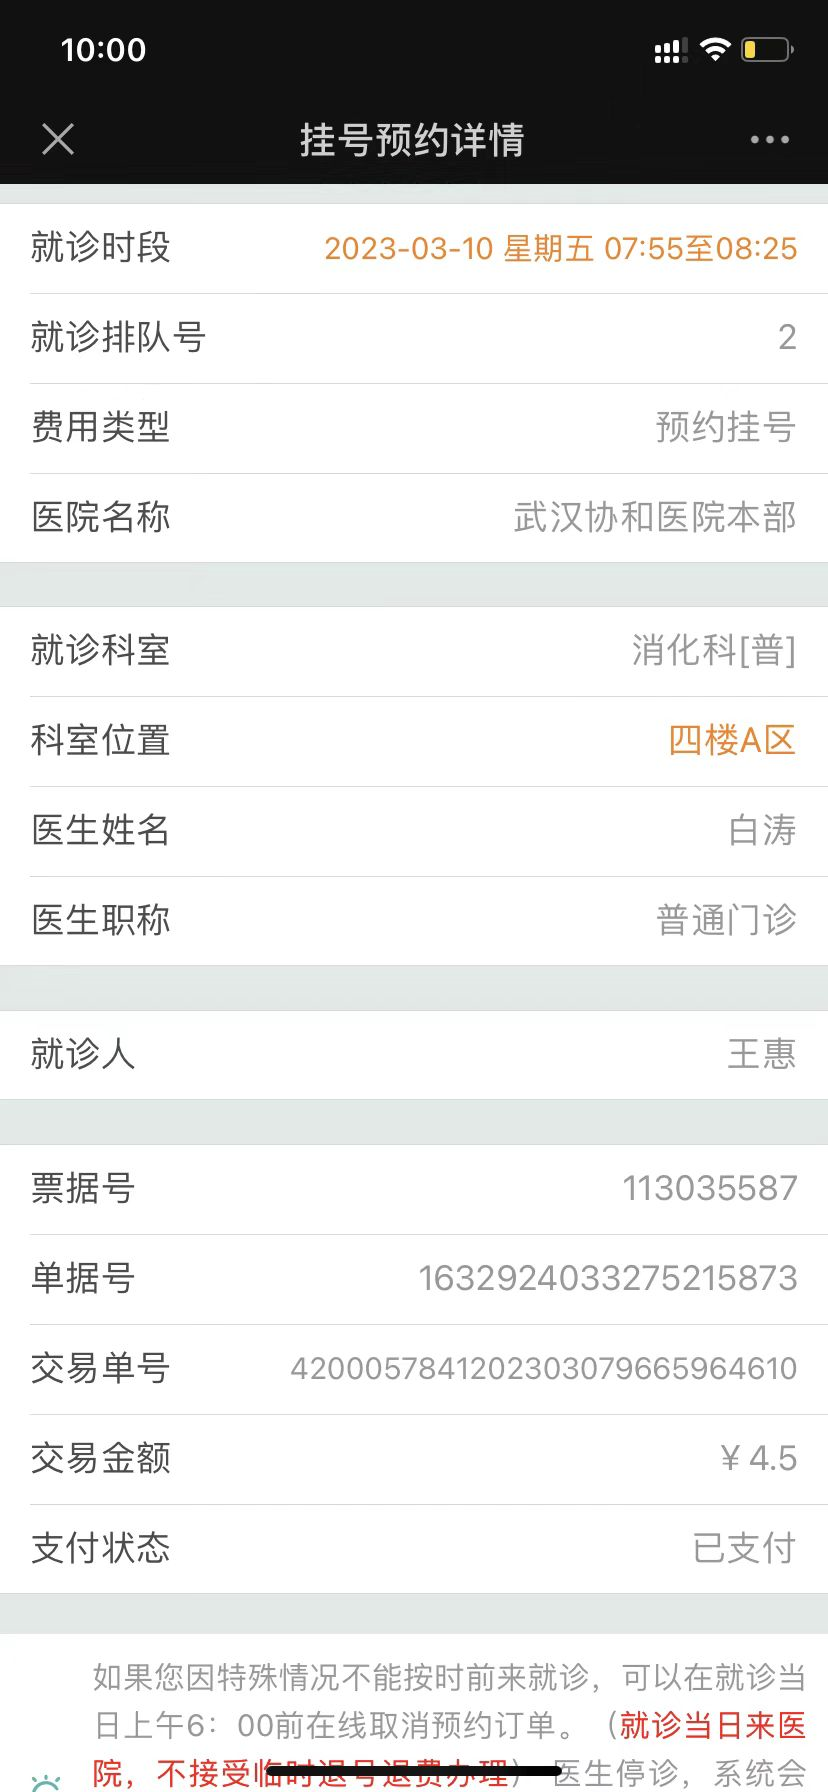 10:00
挂号预约详情
就诊时段 2023-03-10 星期五 07:55至08:25
就诊排队号 2
费用类型 预约挂号
医院名称 武汉协和医院本部
就诊科室 消化科[普]
科室位置 四楼A区
医生姓名 白涛
医生职称 普通门诊
就诊人 王惠
票据号 113035587
单据号 1632924033275215873
交易单号 4200057841202303079665964610
交易金额 ¥ 4.5
支付状态 已支付
如果您因特殊情况不能按时前来就诊，可以在就诊当
日上午6：00前在线取消预约订单。（就诊当日来医
院，不接受临时退号退费办理）医生停诊，系统会